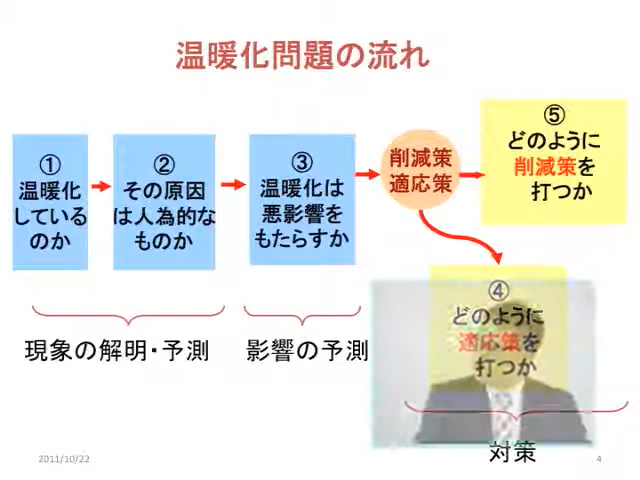 温暖化問題の流れ
①
温暖化
しているの
のか
②
その原因
は人為的な
ものか
③
温暖化は
悪影響を
もたらすか
削減策
適応策
⑤
どのように
削減策を
打つか
④
どのように
適応策を
打つか
現象の解明・予測
影響の予測
対策
2011/10/22
4